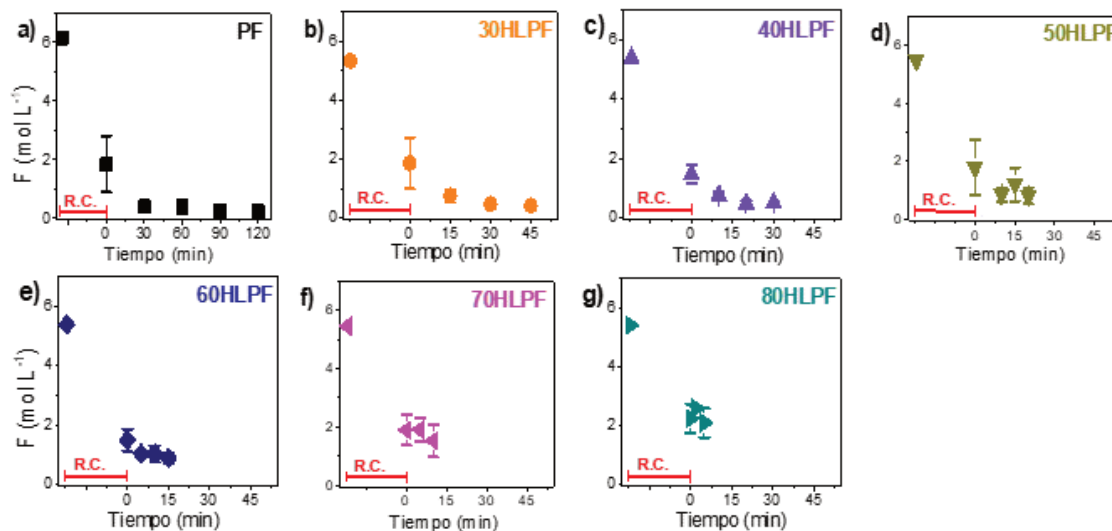 a) PF
F (mol L⁻¹)
6
4
2
0
R.C.
0 30 60 90 120
Tiempo (min)
b) 30HLPF
6
4
2
0
R.C.
0 15 30 45
Tiempo (min)
c) 40HLPF
6
4
2
0
R.C.
0 15 30 45
Tiempo (min)
d) 50HLPF
6
4
2
0
R.C.
0 15 30 45
Tiempo (min)
e) 60HLPF
F (mol L⁻¹)
6
4
2
0
R.C.
0 15 30 45
Tiempo (min)
f) 70HLPF
6
4
2
0
R.C.
0 15 30 45
Tiempo (min)
g) 80HLPF
6
4
2
0
R.C.
0 15 30 45
Tiempo (min)